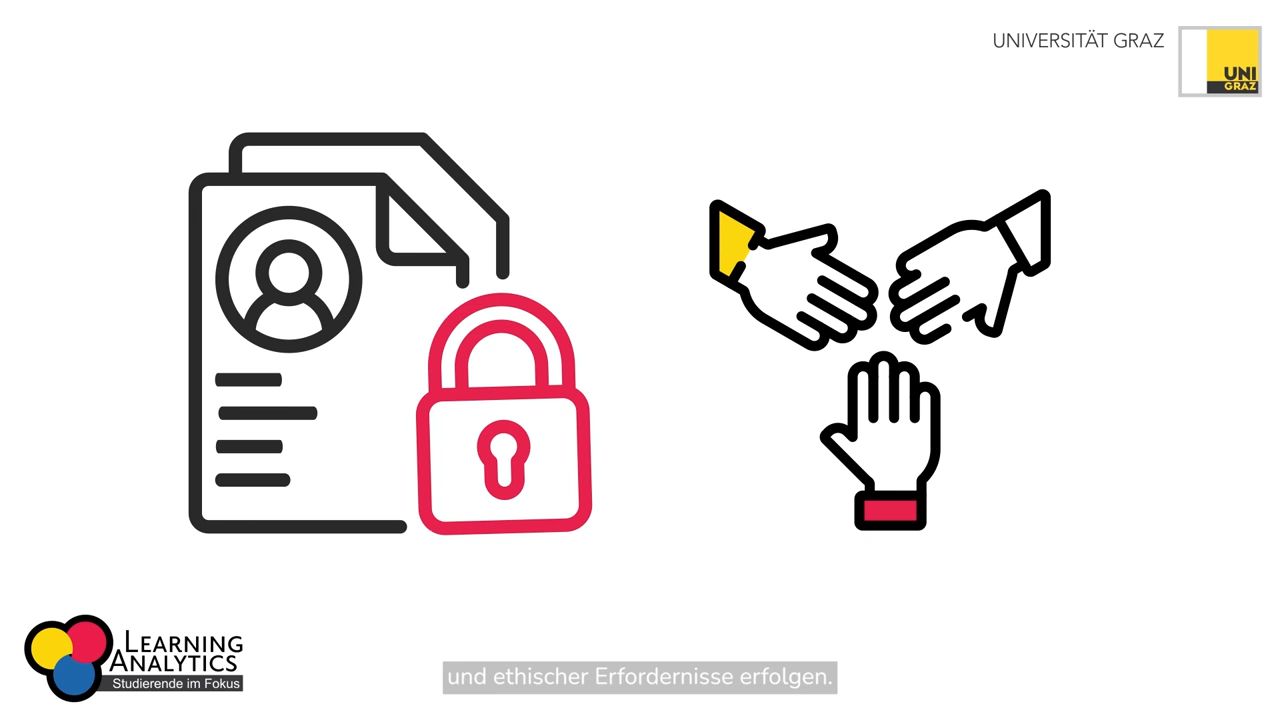 UNIVERSITÄT GRAZ
UNI
GRAZ
LEARNING
ANALYTICS
Studierende im Fokus
und ethischer Erfordernisse erfolgen.